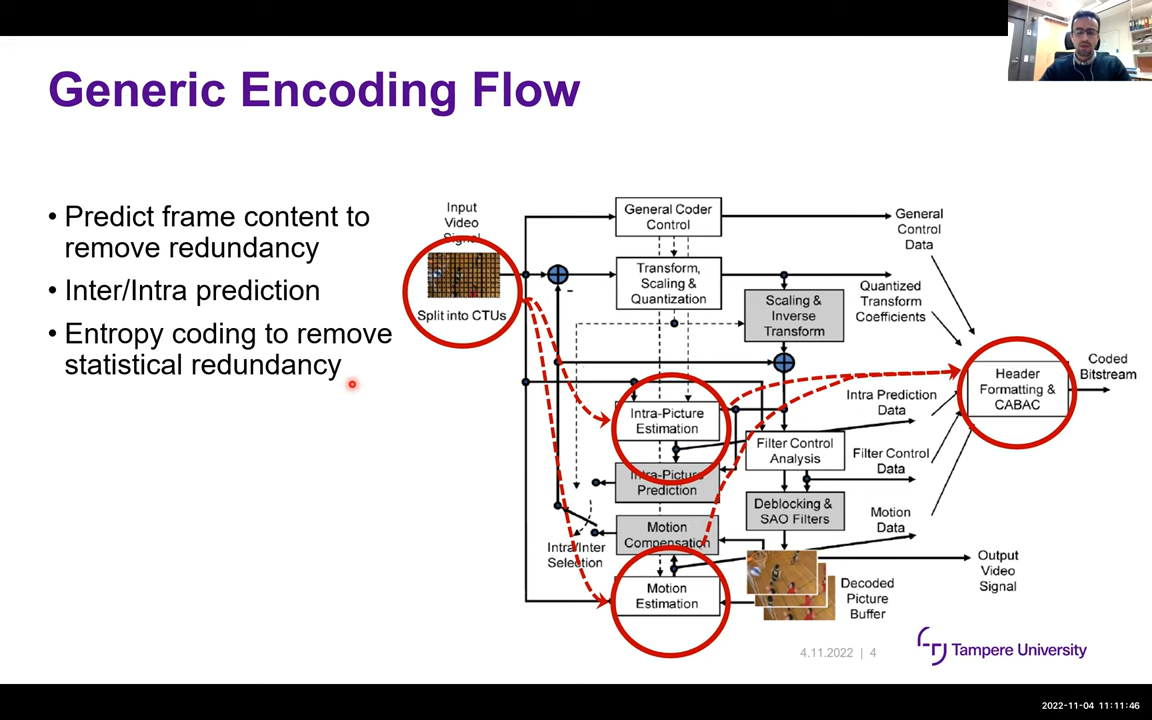 Generic Encoding Flow
• Predict frame content to
remove redundancy
• Inter/Intra prediction
• Entropy coding to remove
statistical redundancy
Input
Video
Signal
Split into CTUs
General Coder
Control
Transform,
Scaling &
Quantization
Scaling &
Inverse
Transform
Intra-Picture
Estimation
Intra-Picture
Prediction
Filter Control
Analysis
Deblocking &
SAO Filters
Motion
Compensation
Intra/Inter
Selection
Motion
Estimation
Decoded
Picture
Buffer
General
Control
Data
Quantized
Transform
Coefficients
Intra Prediction
Data
Filter Control
Data
Motion
Data
Header
Formatting &
CABAC
Coded
Bitstream
Output
Video
Signal
4.11.2022 | 4
Tampere University
2022-11-04 11:11:46